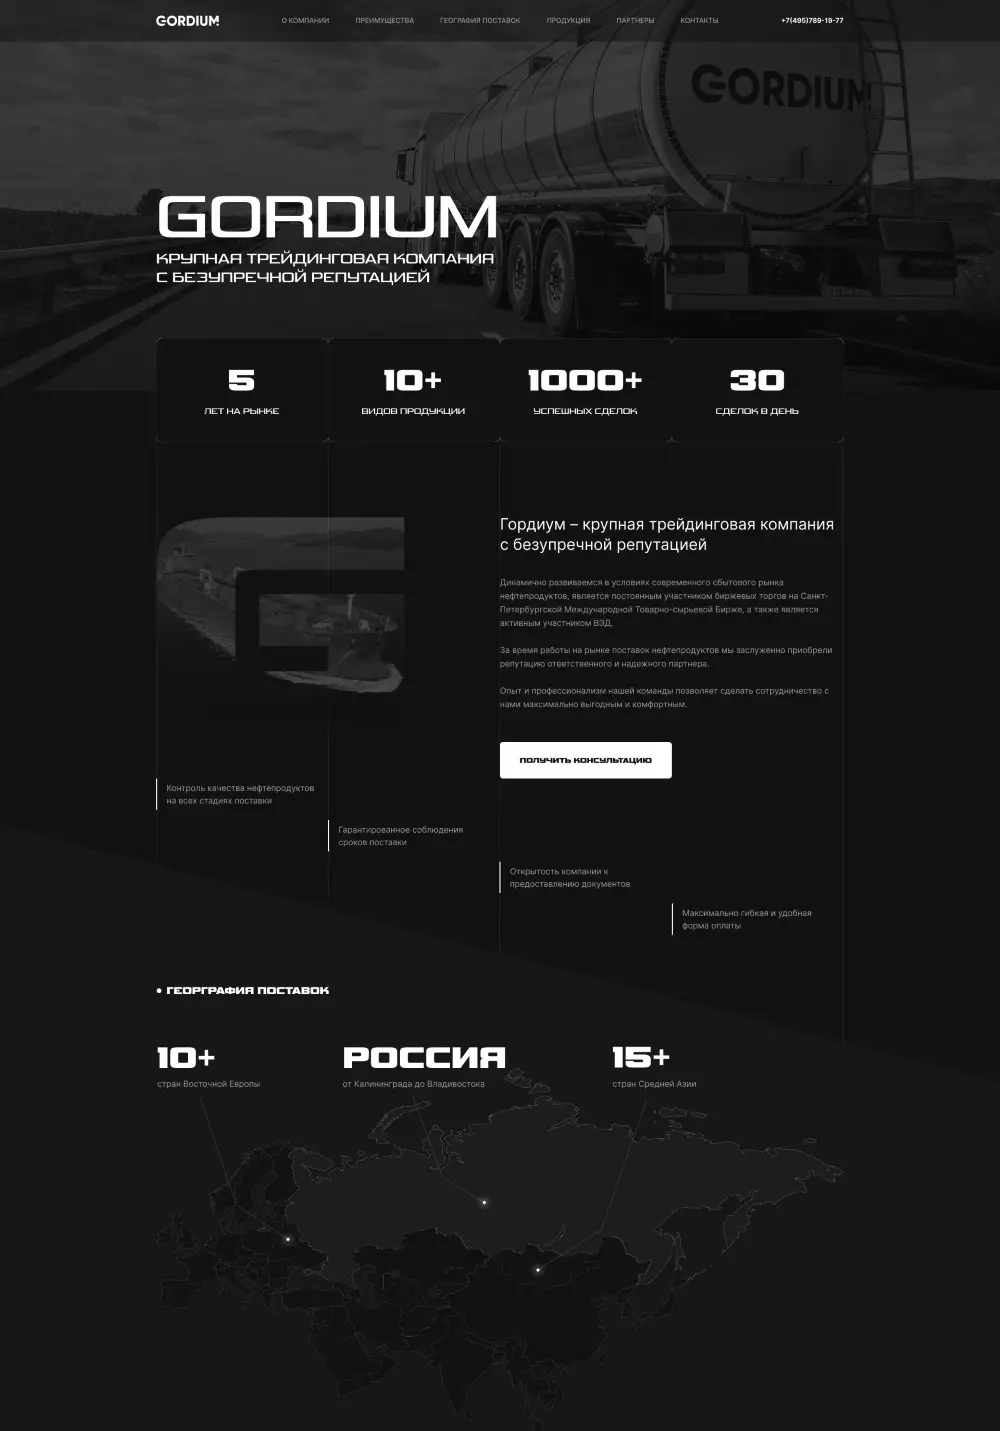 GORDIUM
О КОМПАНИИ
ПРЕИМУЩЕСТВА
ГЕОГРАФИЯ ПОСТАВОК
ПРОДУКЦИЯ
ПАРТНЕРЫ
КОНТАКТЫ
+7(495)789-19-77
GORDIUM
GORDIUM
КРУПНАЯ ТРЕЙДИНГОВАЯ КОМПАНИЯ
С БЕЗУПРЕЧНОЙ РЕПУТАЦИЕЙ
5
ЛЕТ НА РЫНКЕ
10+
ВИДОВ ПРОДУКЦИИ
1000+
УСПЕШНЫХ СДЕЛОК
30
СДЕЛОК В ДЕНЬ
Гордиум – крупная трейдинговая компания
с безупречной репутацией
Динамично развиваемся в условиях современного сбытового рынка
нефтепродуктов, является постоянным участником биржевых торгов на Санкт-
Петербургской Международной Товарно-сырьевой Бирже, а также является
активным участником ВЭД.
За время работы на рынке поставок нефтепродуктов мы заслуженно приобрели
репутацию ответственного и надежного партнера.
Опыт и профессионализм нашей команды позволяет сделать сотрудничество с
нами максимально выгодным и комфортным.
ПОЛУЧИТЬ КОНСУЛЬТАЦИЮ
Контроль качества нефтепродуктов
на всех стадиях поставки
Гарантированное соблюдения
сроков поставки
Открытость компании к
предоставлению документов
Максимально гибкая и удобная
форма оплаты
• ГЕОРГРАФИЯ ПОСТАВОК
10+
стран Восточной Европы
РОССИЯ
от Калининграда до Владивостока
15+
стран Средней Азии